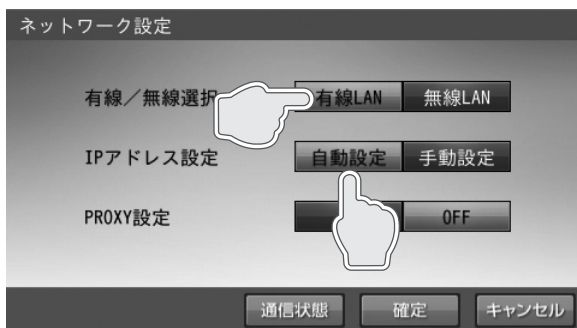 ネットワーク設定
有線／無線選択 有線LAN 無線LAN
IPアドレス設定 自動設定 手動設定
PROXY設定 OFF
通信状態 確定 キャンセル